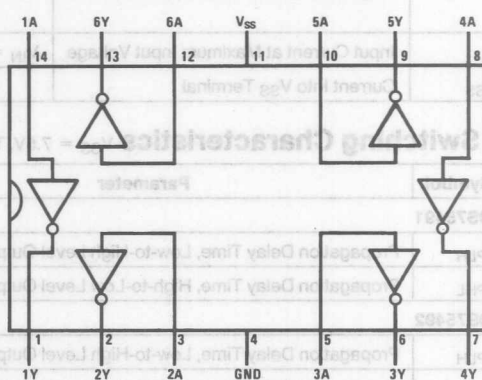 1A 6Y 6A VSS 5A 5Y 4A
14 13 12 11 10 9 8
Input Current at Maximum Input Voltage
Current Into VSS Terminal
Switching Characteristics
Parameter
Propagation Delay Time, Low-to-High Level
Propagation Delay Time, High-to-Low Level
Propagation Delay Time, Low-to-High Level
1 2 3 4 5 6 7
1Y 2Y 2A GND 3A 3Y 4Y